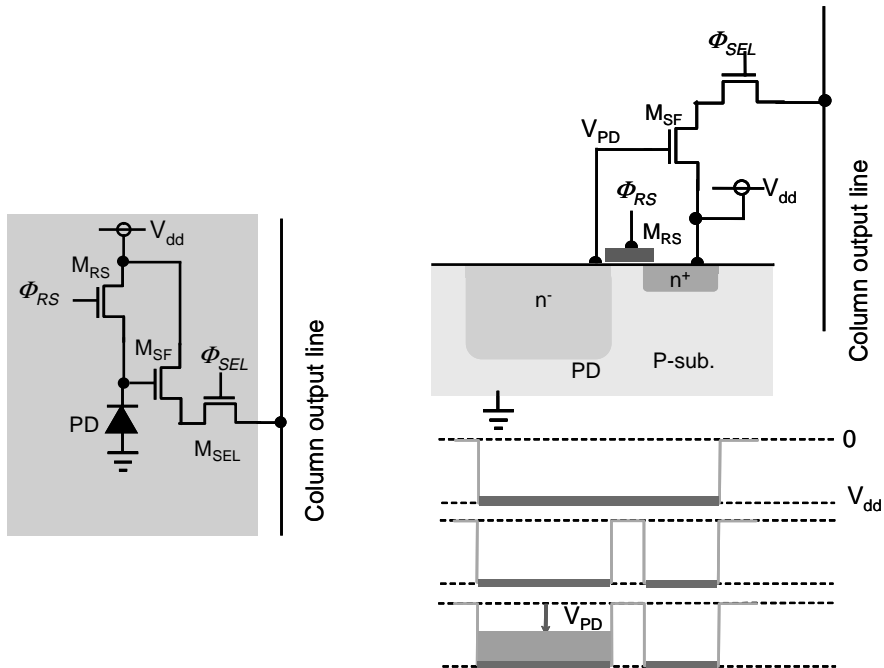 V_dd
M_RS
Φ_RS
M_SF
Φ_SEL
PD
M_SEL
Column output line
Φ_SEL
M_SF
V_PD
Φ_RS
V_dd
M_RS
n⁺
n⁻
PD
P-sub.
Column output line
0
V_dd
V_PD